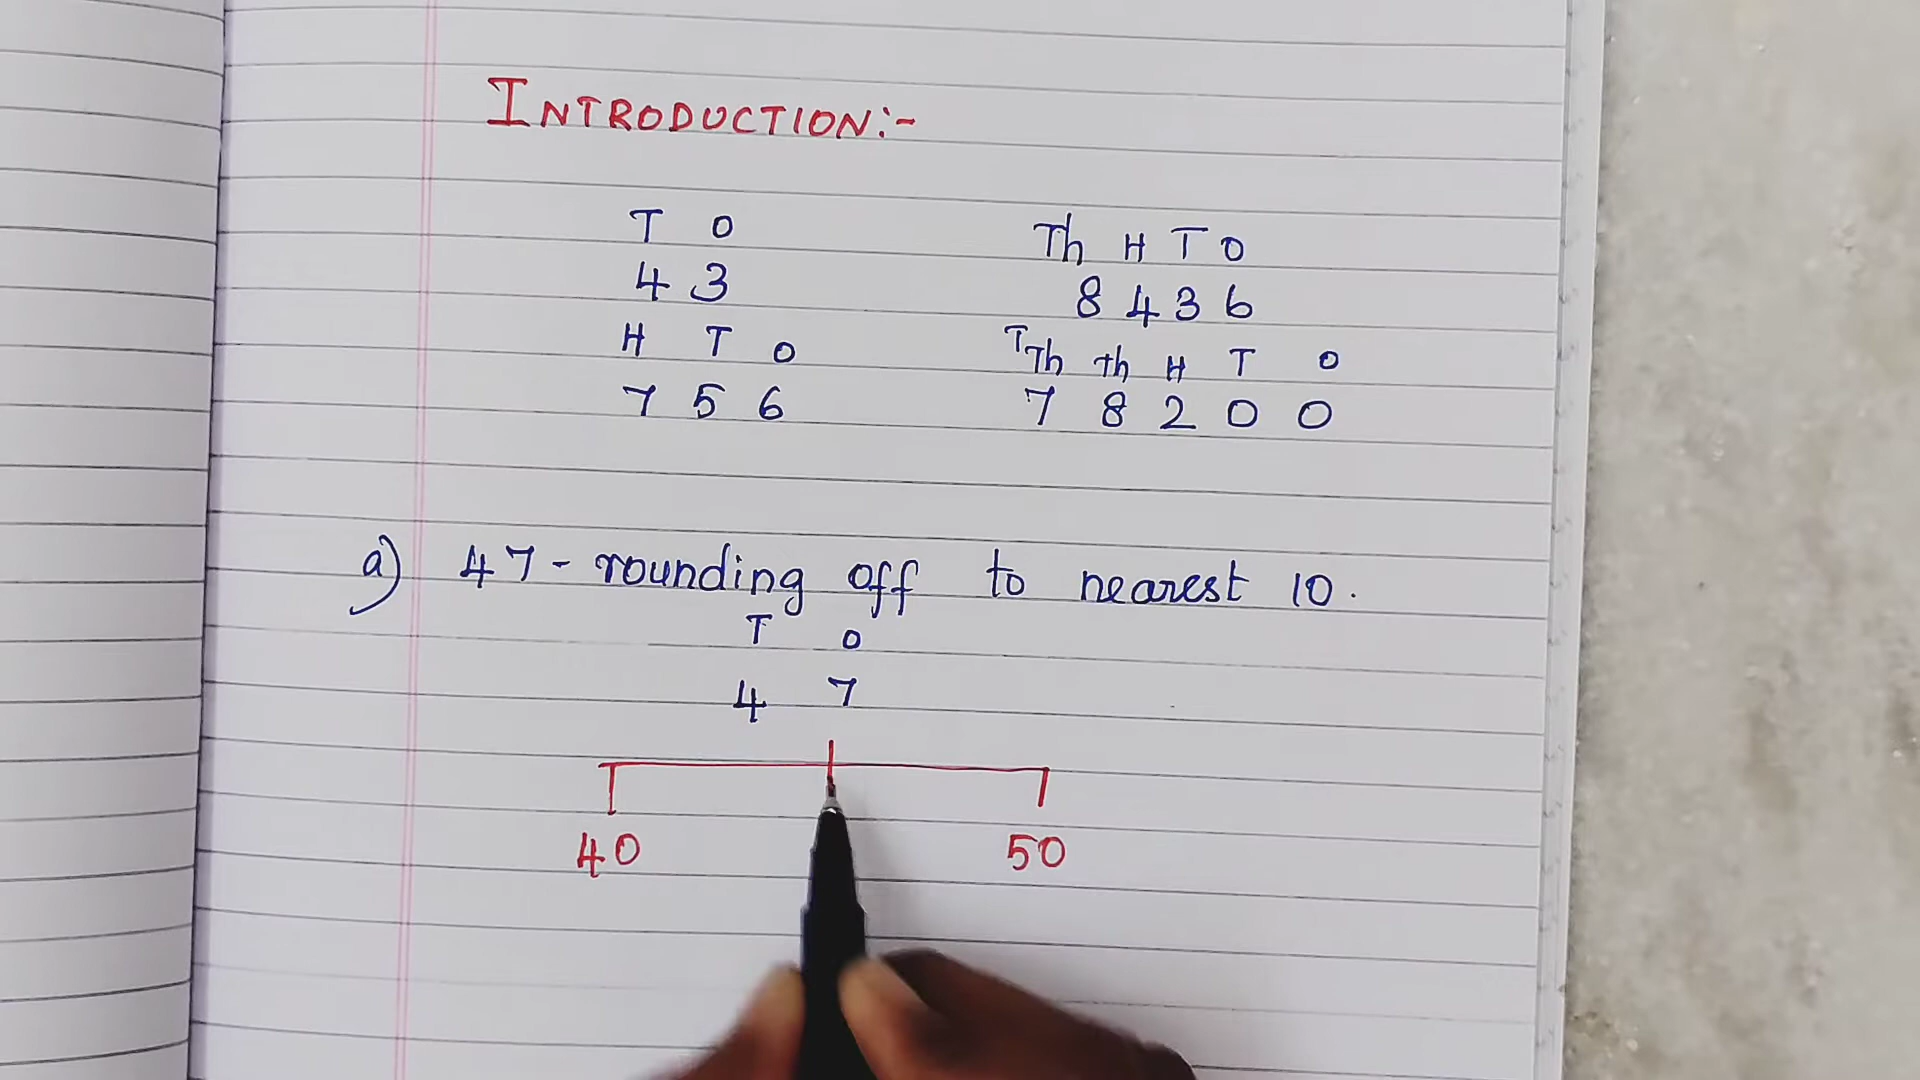 INTRODUCTION:-
T O
4 3
H T O
7 5 6
Th H T O
8 4 3 6
TTh th H T O
7 8 2 0 0
a) 47 - rounding off to nearest 10.
T O
4 7
40 50